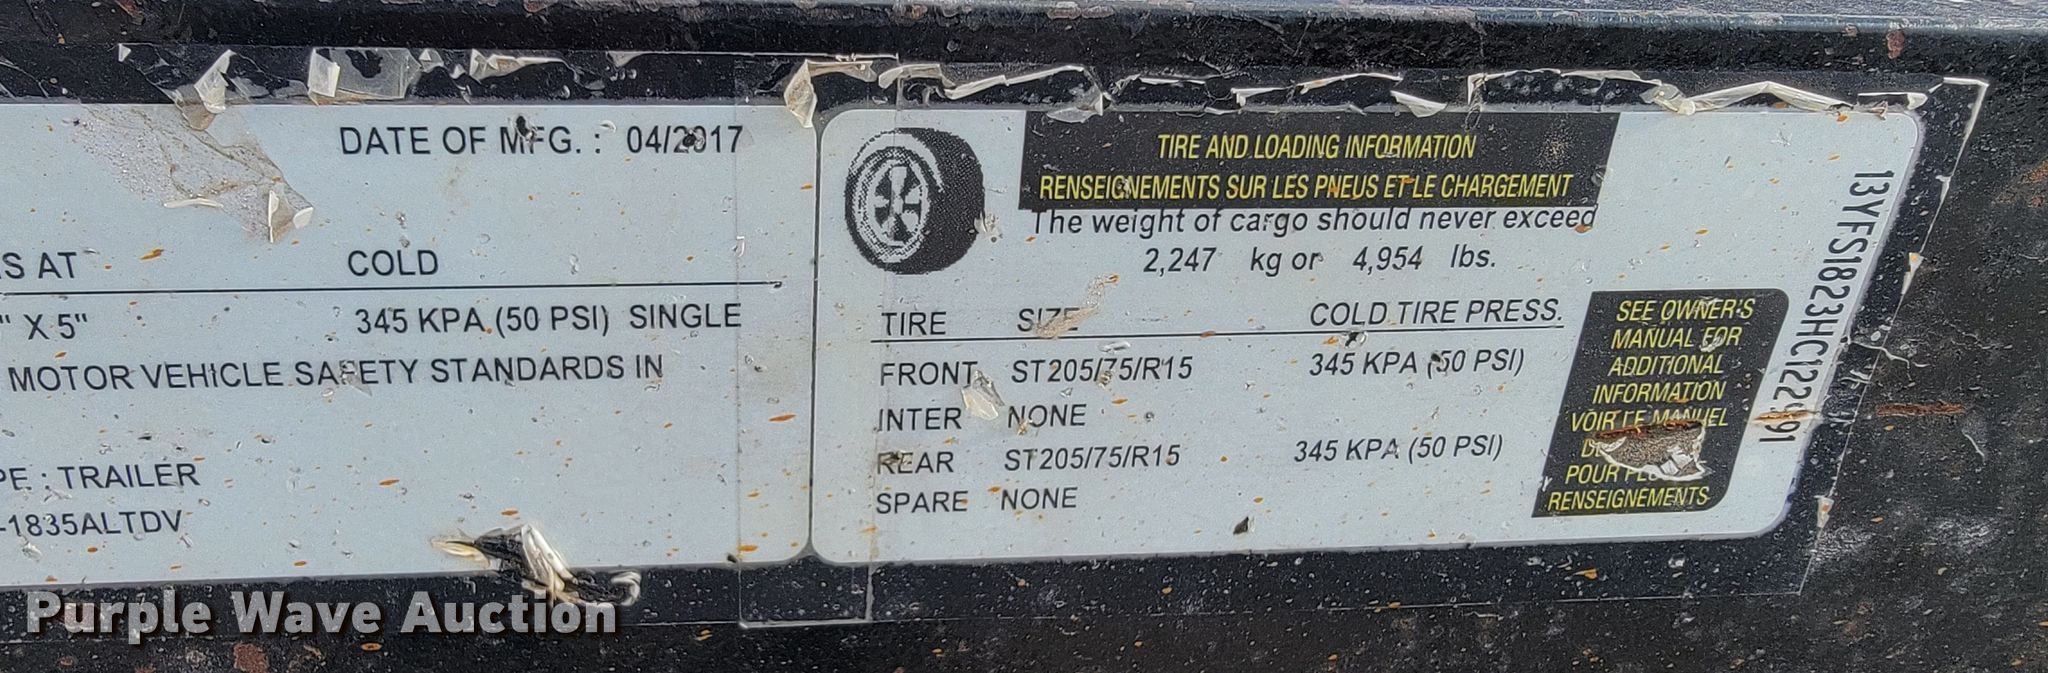 DATE OF MFG. : 04/2017
S AT COLD
" X 5" 345 KPA (50 PSI) SINGLE
MOTOR VEHICLE SAFETY STANDARDS IN
PE : TRAILER
-1835ALTDV
TIRE AND LOADING INFORMATION
RENSEIGNEMENTS SUR LES PNEUS ET LE CHARGEMENT
The weight of cargo should never exceed
2,247 kg or 4,954 lbs.
TIRE SIZE COLD TIRE PRESS.
FRONT ST205/75/R15 345 KPA (50 PSI)
INTER NONE
REAR ST205/75/R15 345 KPA (50 PSI)
SPARE NONE
SEE OWNER'S
MANUAL FOR
ADDITIONAL
INFORMATION
VOIR LE MANUEL
POUR
RENSEIGNEMENTS
13YFS1823HC122991
Purple Wave Auction